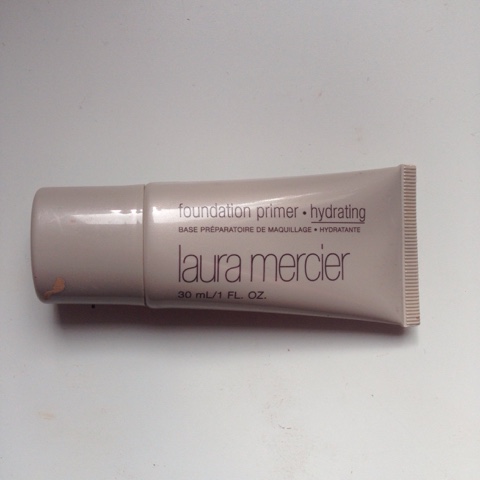 foundation primer • hydrating
BASE PRÉPARATOIRE DE MAQUILLAGE • HYDRATANTE
laura mercier
30 mL/1 FL. OZ.